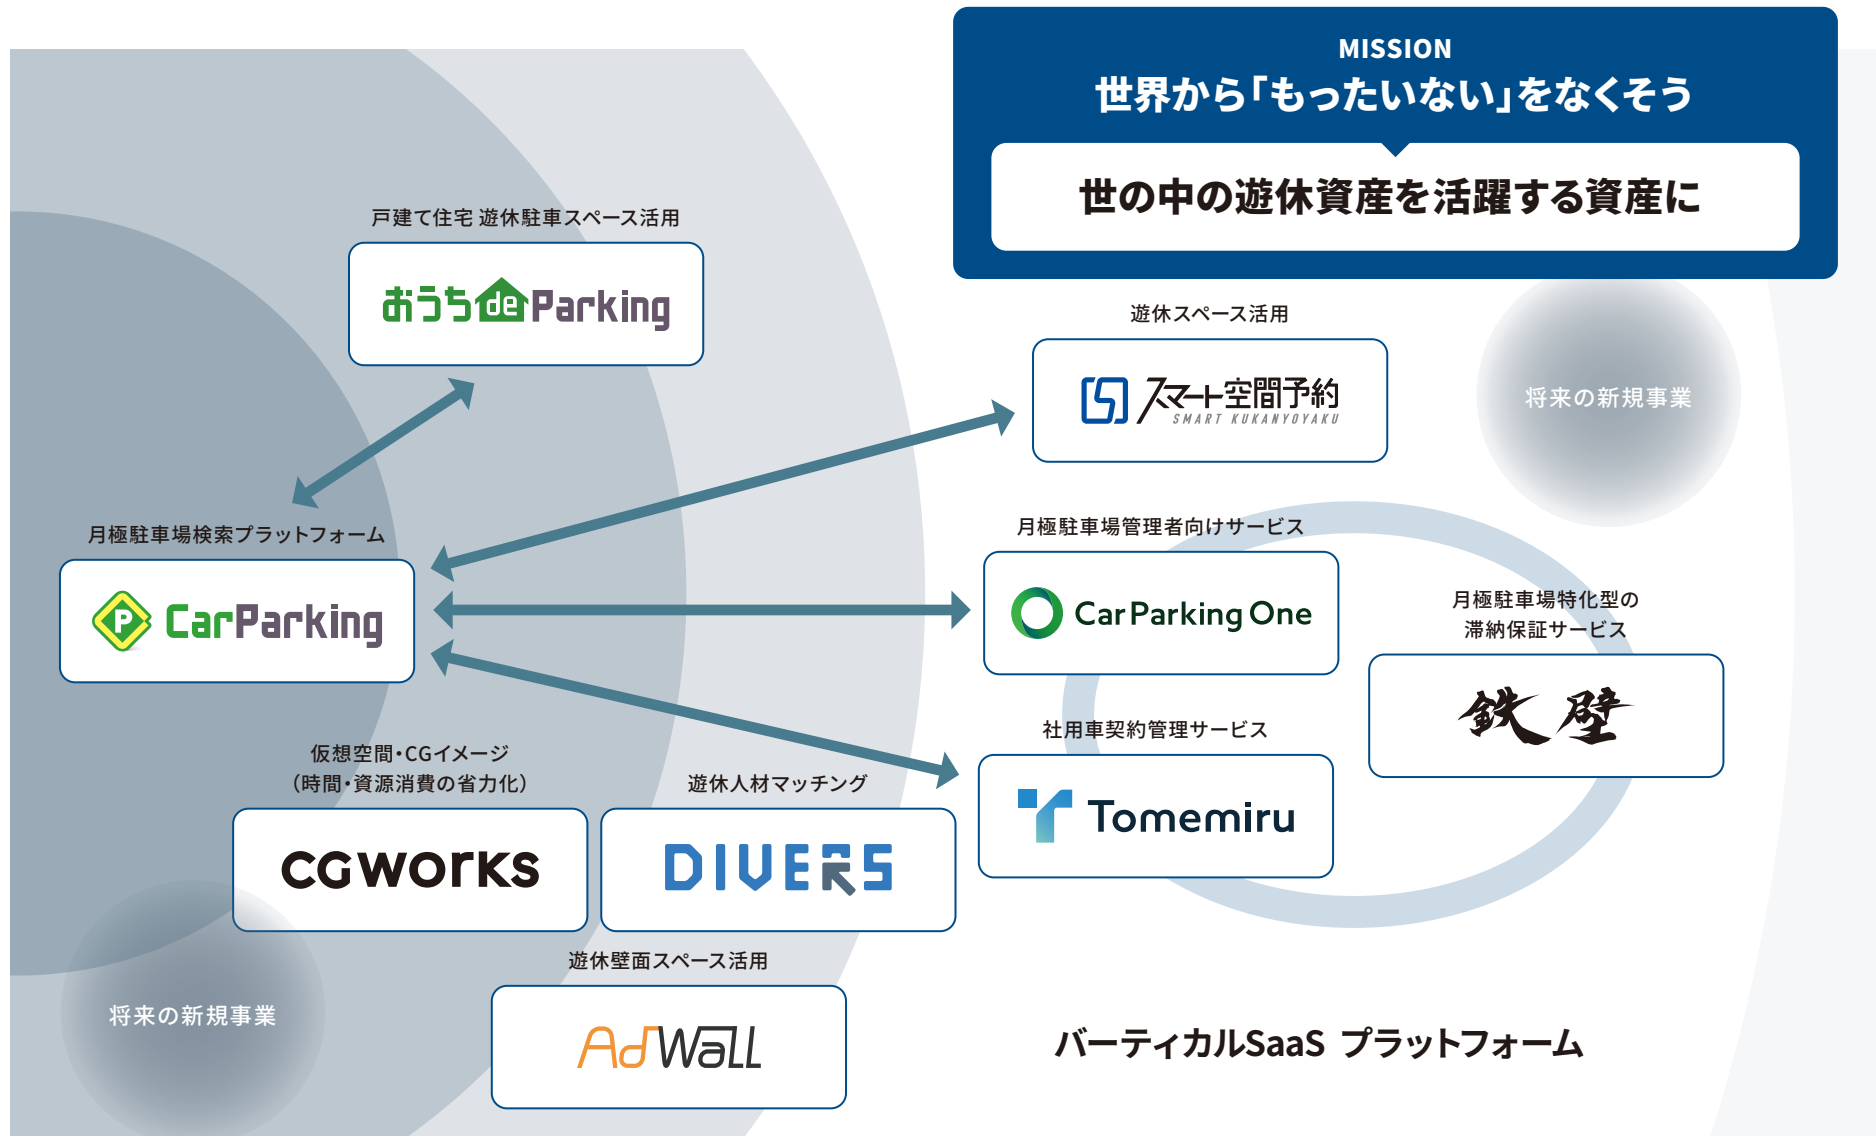 MISSION
世界から「もったいない」をなくそう
世の中の遊休資産を活躍する資産に
戸建て住宅 遊休駐車スペース活用
おうち de Parking
遊休スペース活用
スマート空間予約
SMART KUKANYOYAKU
将来の新規事業
月極駐車場検索プラットフォーム
P CarParking
月極駐車場管理者向けサービス
CarParking One
月極駐車場特化型の
滞納保証サービス
鉄壁
社用車契約管理サービス
Tomemiru
仮想空間・CGイメージ
（時間・資源消費の省力化）
CGWORKS
遊休人材マッチング
DIVERS
遊休壁面スペース活用
AdWall
将来の新規事業
バーティカルSaaS プラットフォーム